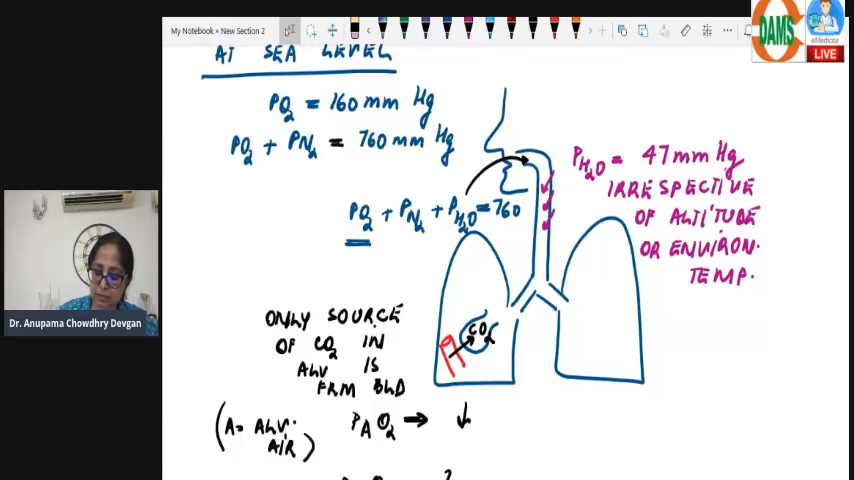 My Notebook » New Section 2
DAMS
eMedicoz
LIVE
AT SEA LEVEL
PO2 = 160 mm Hg
PO2 + PN2 = 760 mm Hg
PO2 + PN2 + PH2O = 760
PH2O = 47 mm Hg
IRRESPECTIVE
OF ALTITUDE
OR ENVIRON.
TEMP.
Dr. Anupama Chowdhry Devgan
CO2
ONLY SOURCE
OF CO2 IN
ALV IS
FRM BLD
(A= ALV. AIR)
PAO2 → ↓